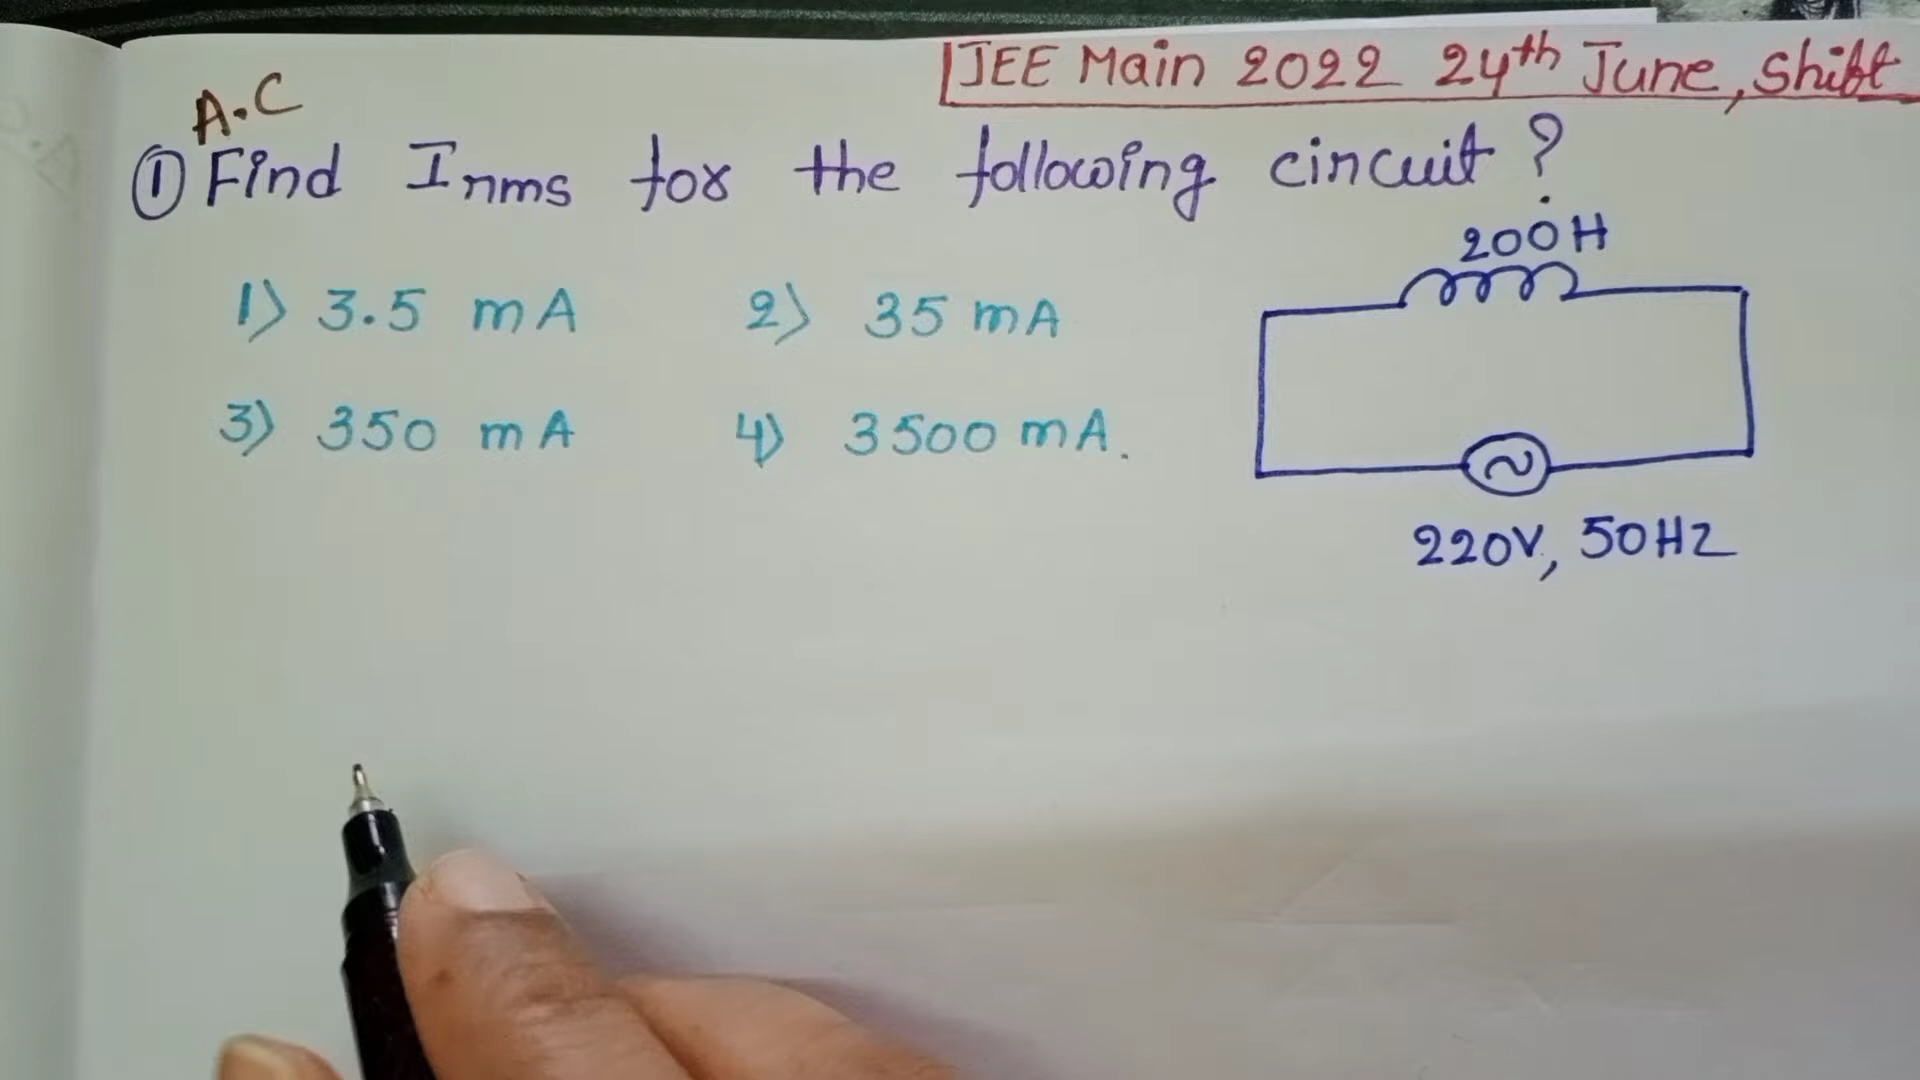 JEE Main 2022 24th June, Shift
A.C
① Find Irms for the following circuit ?
1) 3.5 mA 2) 35 mA
3) 350 mA 4) 3500 mA.
200H
220V, 50Hz